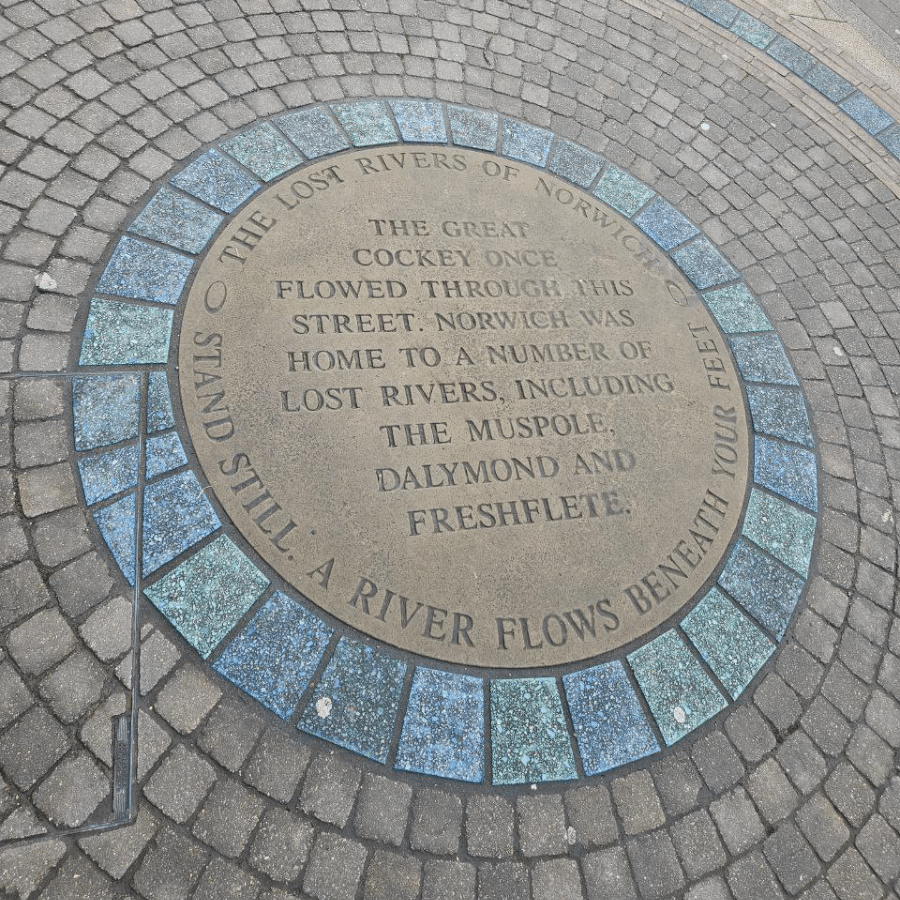 THE LOST RIVERS OF NORWICH
THE GREAT
COCKEY ONCE
FLOWED THROUGH THIS
STREET. NORWICH WAS
HOME TO A NUMBER OF
LOST RIVERS, INCLUDING
THE MUSPOLE,
DALYMOND AND
FRESHFLETE.
STAND STILL. A RIVER FLOWS BENEATH YOUR FEET